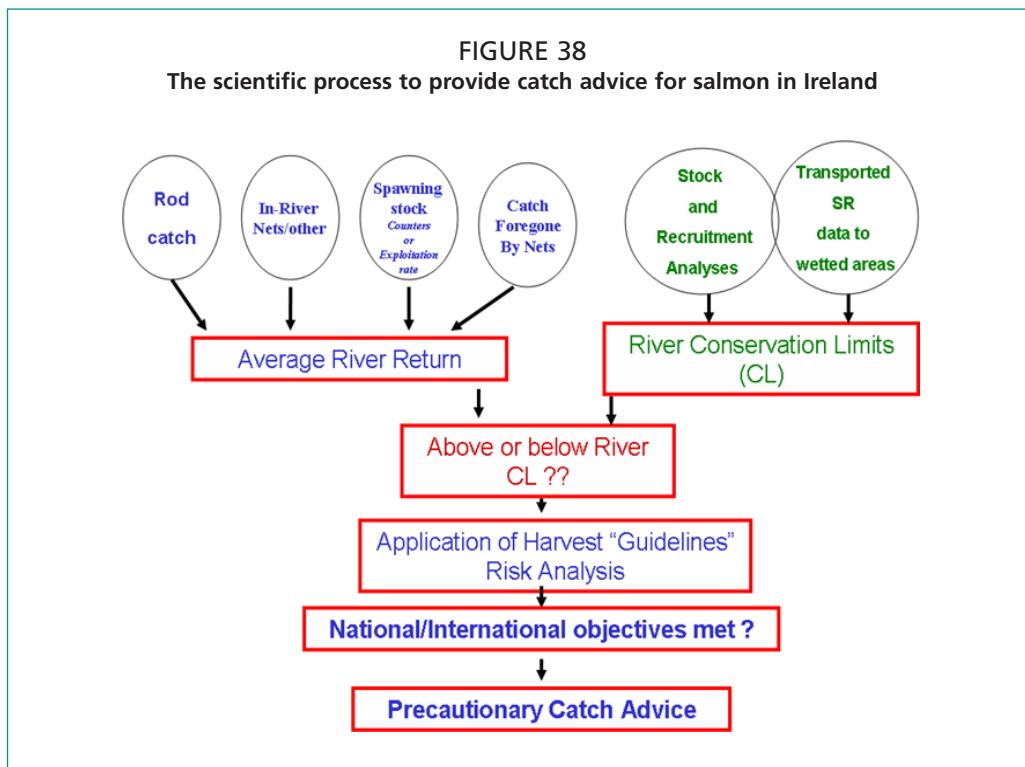 FIGURE 38
The scientific process to provide catch advice for salmon in Ireland
Rod
catch
In-River
Nets/other
Spawning
stock
Counters
or
Exploitation
rate
Catch
Foregone
By Nets
Stock
and
Recruitment
Analyses
Transported
SR
data to
wetted areas
Average River Return
River Conservation Limits
(CL)
Above or below River
CL ??
Application of Harvest “Guidelines”
Risk Analysis
National/International objectives met ?
Precautionary Catch Advice